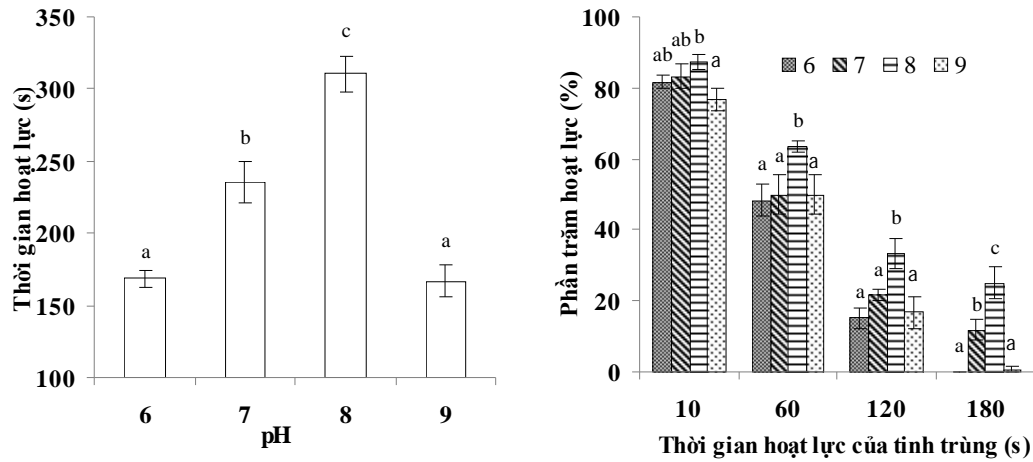 Thời gian hoạt lực (s)
350
300
250
200
150
100
a
b
c
a
6 7 8 9
pH
Phần trăm hoạt lực (%)
100
80
60
40
20
0
6 7 8 9
ab ab b a
a a b a
a a b a
a b c a
10 60 120 180
Thời gian hoạt lực của tinh trùng (s)